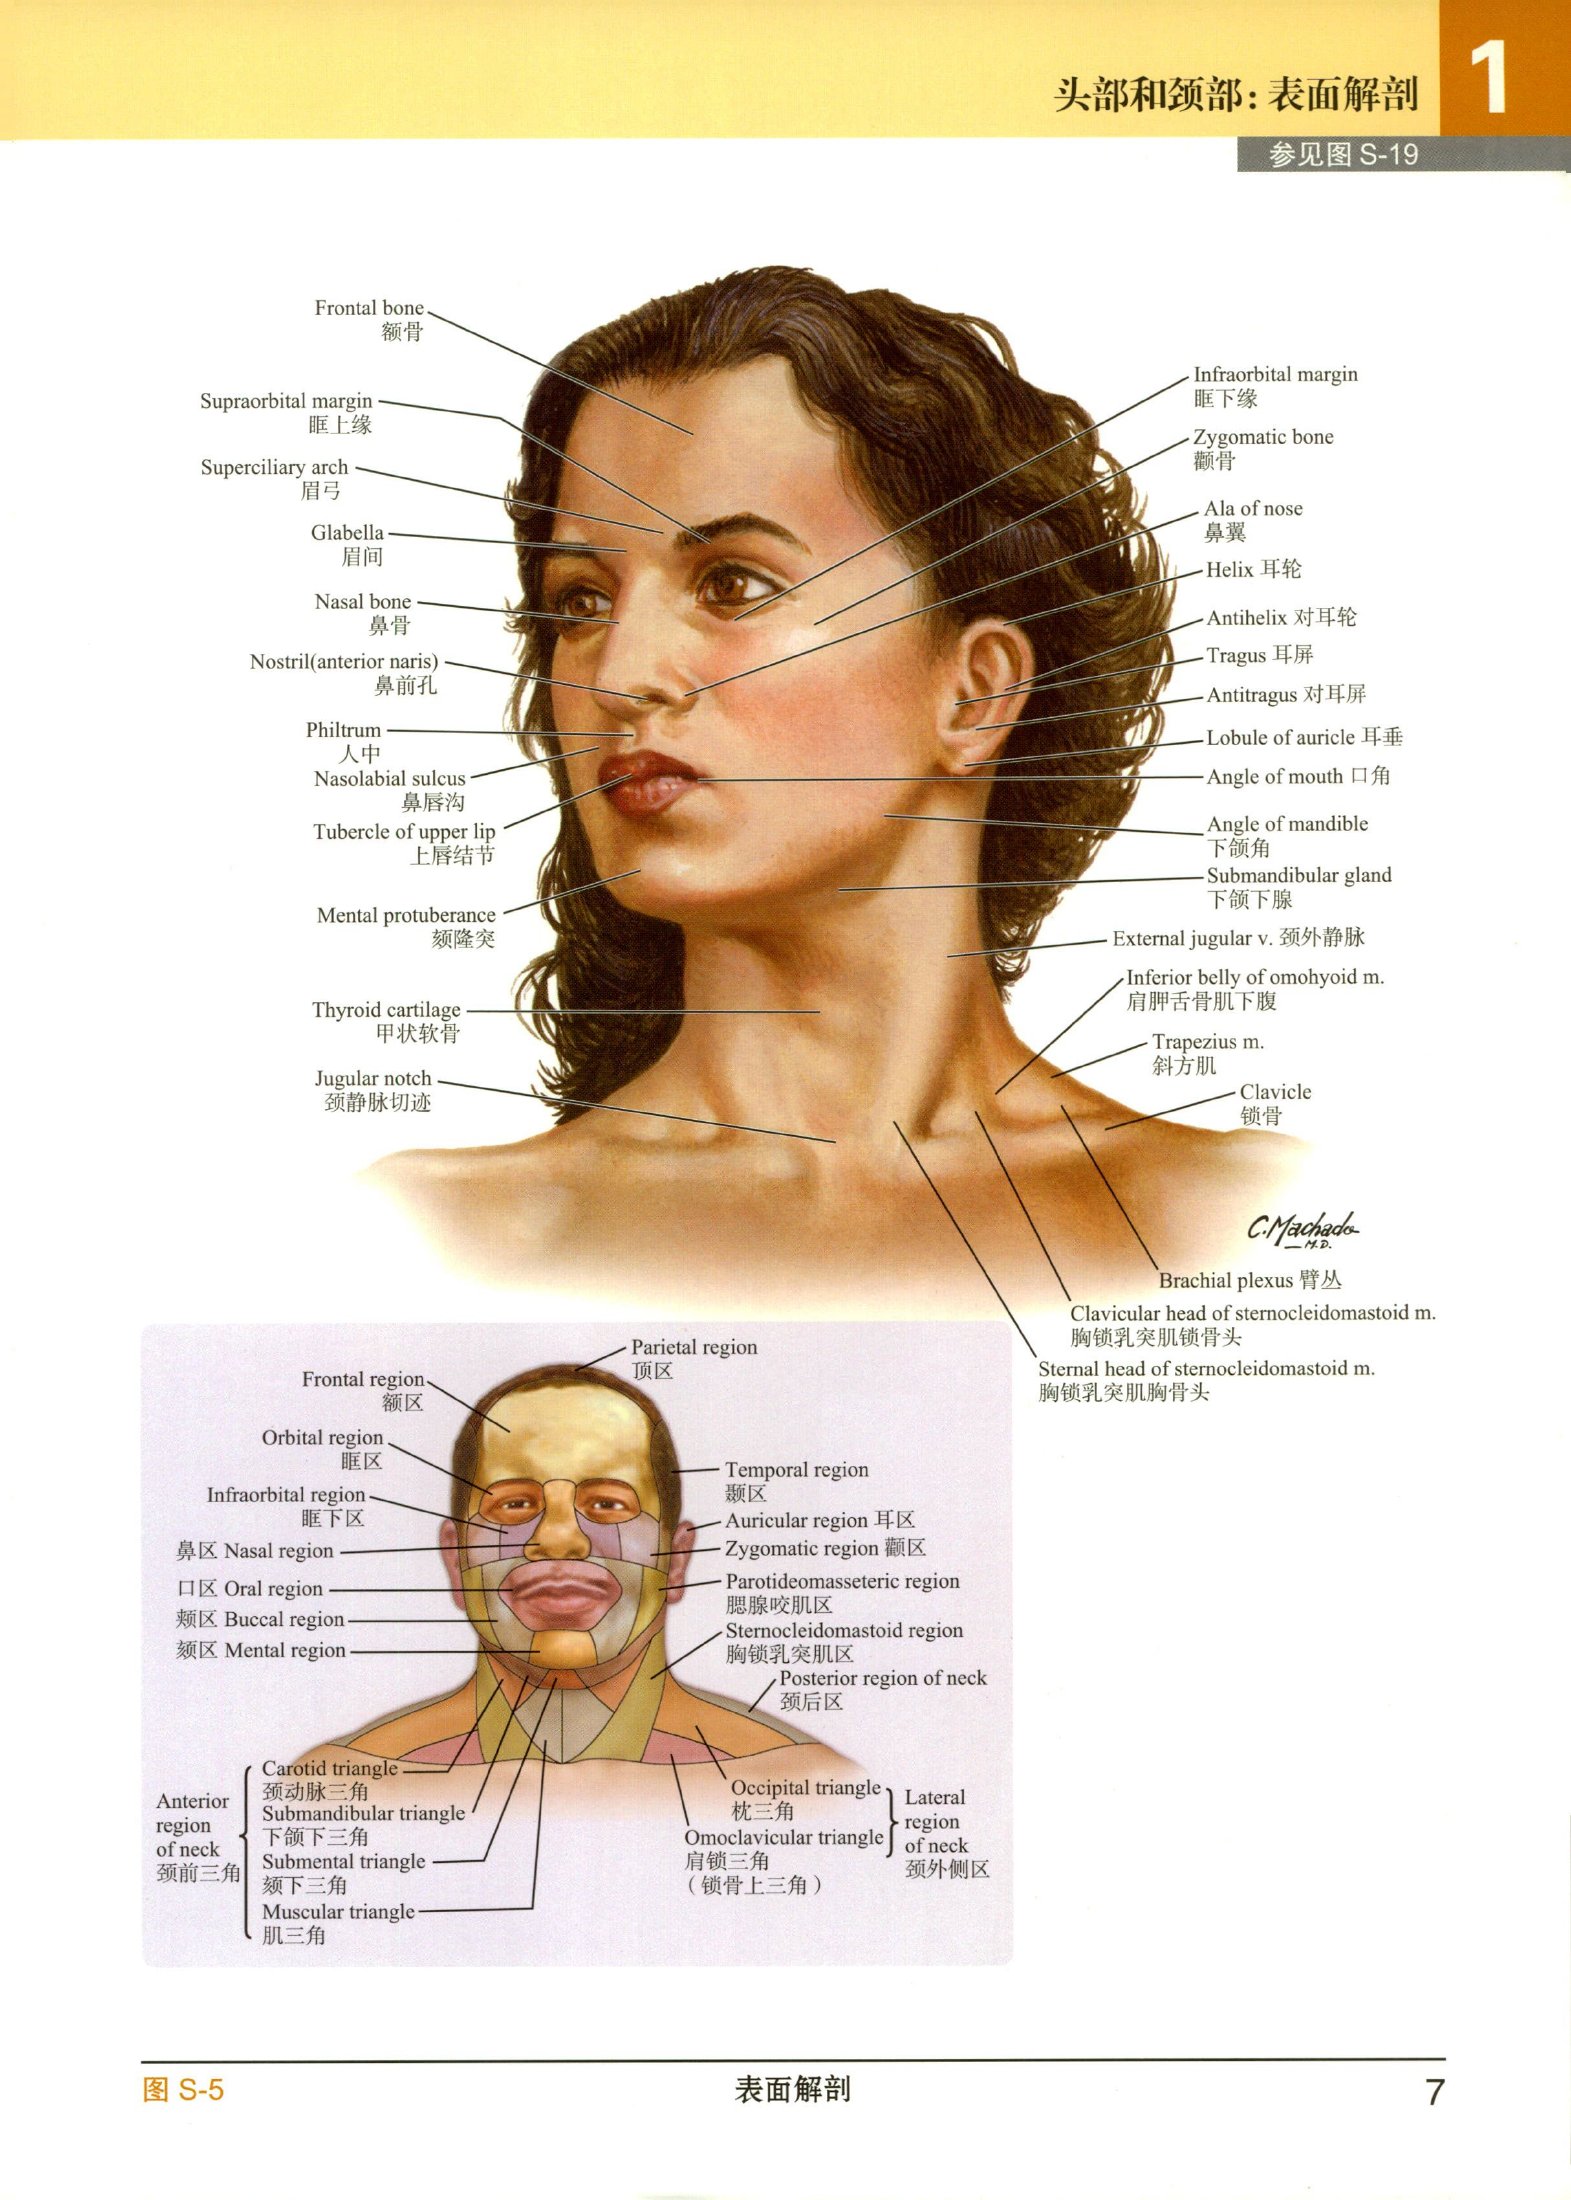 头部和颈部：表面解剖
1
参见图 S-19
Frontal bone
额骨
Supraorbital margin
眶上缘
Superciliary arch
眉弓
Glabella
眉间
Nasal bone
鼻骨
Nostril(anterior naris)
鼻前孔
Philtrum
人中
Nasolabial sulcus
鼻唇沟
Tubercle of upper lip
上唇结节
Mental protuberance
颏隆突
Thyroid cartilage
甲状软骨
Jugular notch
颈静脉切迹
Infraorbital margin
眶下缘
Zygomatic bone
颧骨
Ala of nose
鼻翼
Helix 耳轮
Antihelix 对耳轮
Tragus 耳屏
Antitragus 对耳屏
Lobule of auricle 耳垂
Angle of mouth 口角
Angle of mandible
下颌角
Submandibular gland
下颌下腺
External jugular v. 颈外静脉
Inferior belly of omohyoid m.
肩胛舌骨肌下腹
Trapezius m.
斜方肌
Clavicle
锁骨
C.Machado
M.D.
Brachial plexus 臂丛
Clavicular head of sternocleidomastoid m.
胸锁乳突肌锁骨头
Sternal head of sternocleidomastoid m.
胸锁乳突肌胸骨头
Parietal region
顶区
Frontal region
额区
Orbital region
眶区
Infraorbital region
眶下区
鼻区 Nasal region
口区 Oral region
颊区 Buccal region
颏区 Mental region
Temporal region
颞区
Auricular region 耳区
Zygomatic region 颧区
Parotideomasseteric region
腮腺咬肌区
Sternocleidomastoid region
胸锁乳突肌区
Posterior region of neck
颈后区
Anterior
region
of neck
颈前三角
Carotid triangle
颈动脉三角
Submandibular triangle
下颌下三角
Submental triangle
颏下三角
Muscular triangle
肌三角
Occipital triangle
枕三角
Omoclavicular triangle
肩锁三角
（锁骨上三角）
Lateral
region
of neck
颈外侧区
图 S-5
表面解剖
7